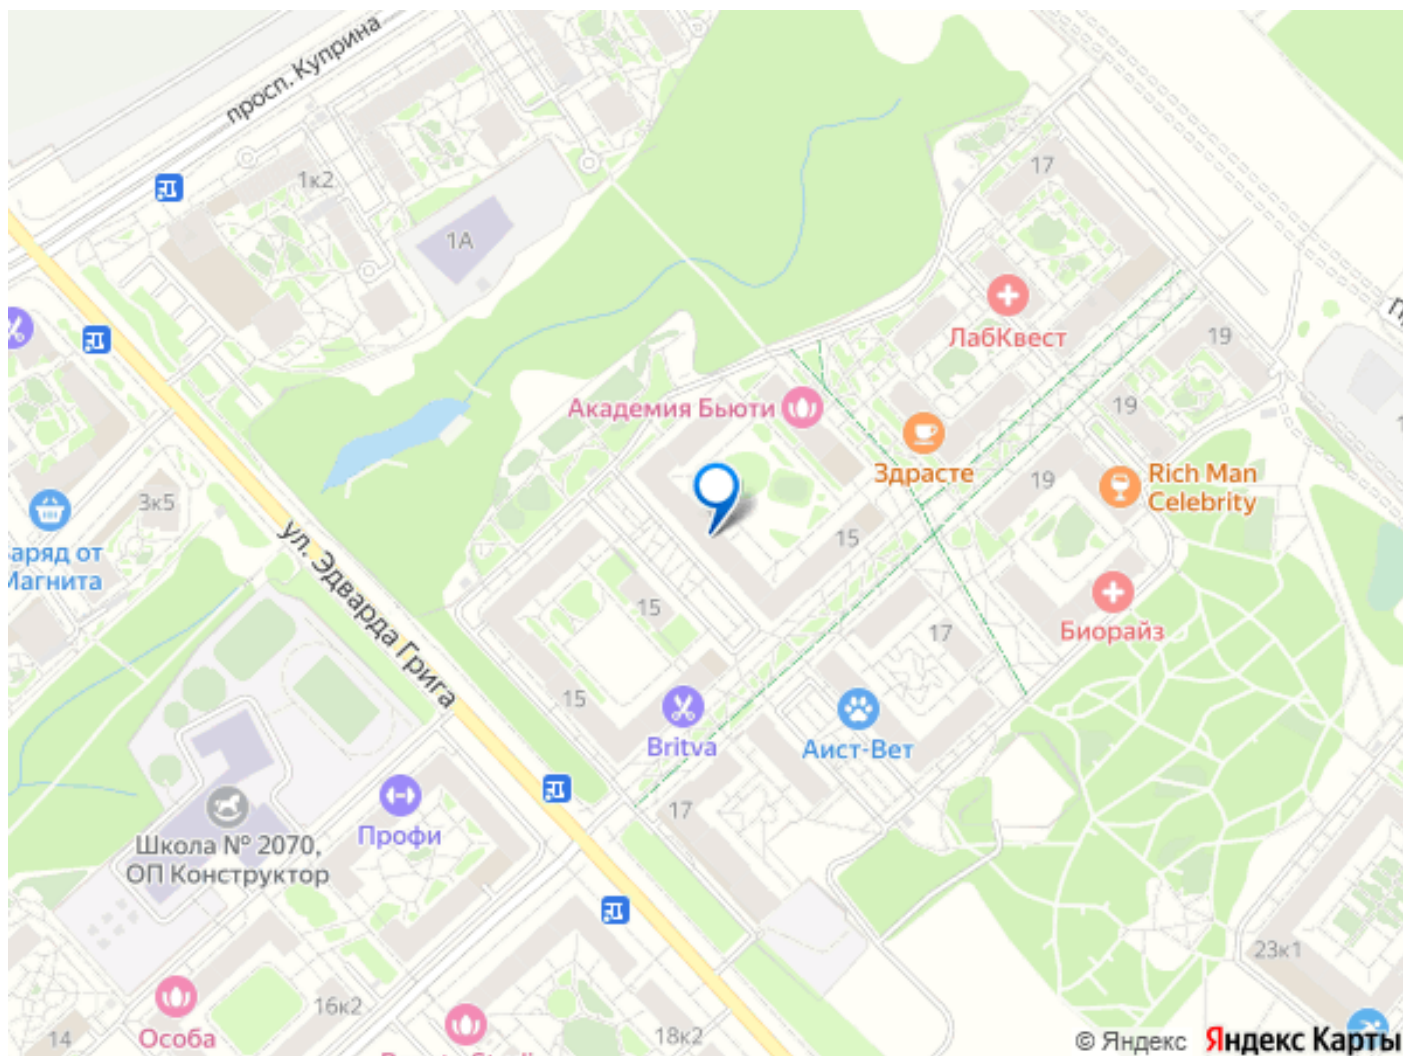 просп. Куприна
1к2
1А
17
ЛабКвест
19
Академия Бьюти
19
Здрасте
19
Rich Man
Celebrity
3к5
аряд от
Магнита
ул. Эдварда Грига
15
15
15
17
Биорайз
Britva
Аист-Вет
17
Профи
Школа № 2070,
ОП Конструктор
23к1
16к2
14
Особа
18к2
© Яндекс Яндекс Карты